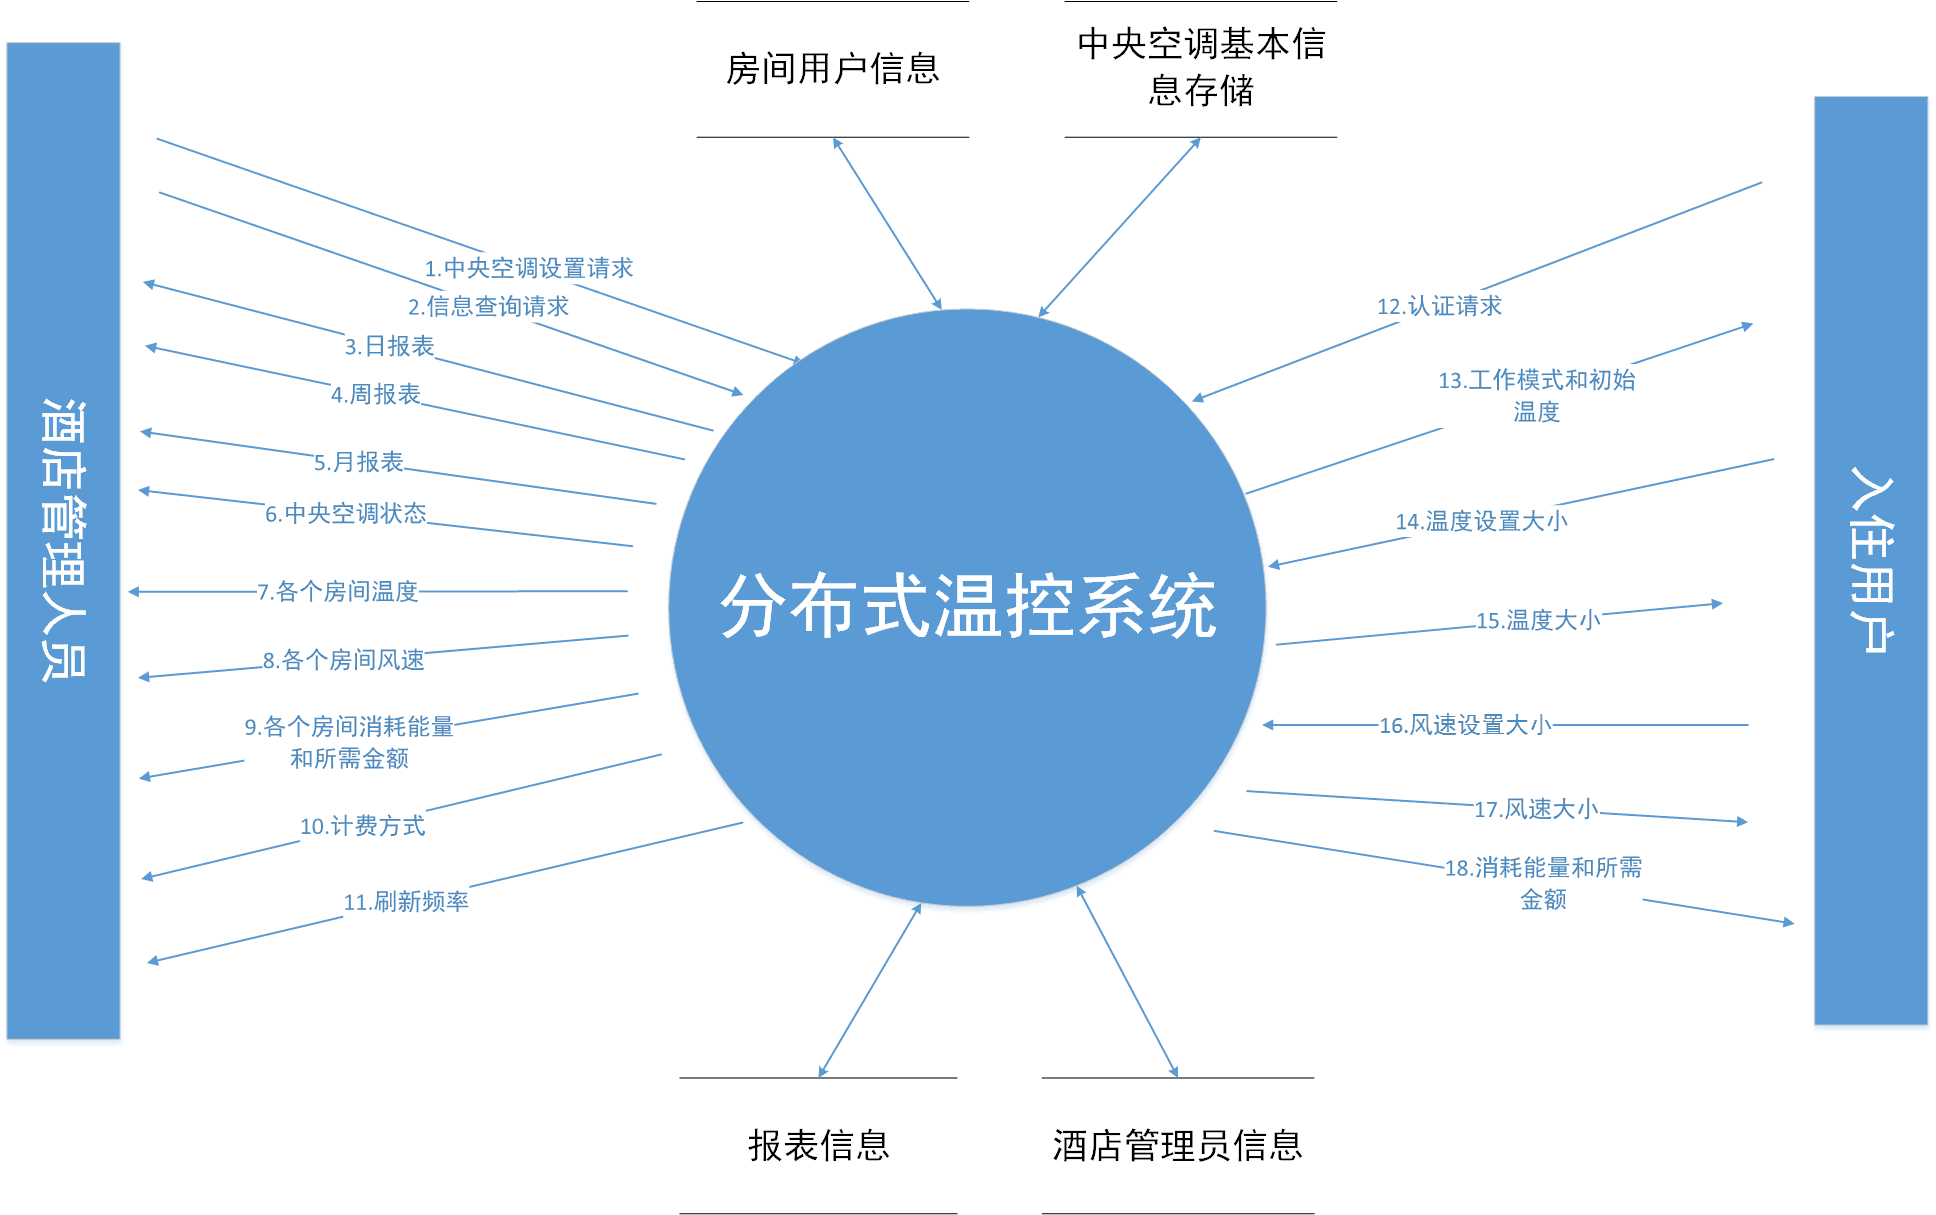 房间用户信息
中央空调基本信
息存储
酒店管理人员
1.中央空调设置请求
2.信息查询请求
3.日报表
4.周报表
5.月报表
6.中央空调状态
7.各个房间温度
8.各个房间风速
9.各个房间消耗能量
和所需金额
10.计费方式
11.刷新频率
分布式温控系统
12.认证请求
13.工作模式和初始
温度
14.温度设置大小
15.温度大小
16.风速设置大小
17.风速大小
18.消耗能量和所需
金额
入住用户
报表信息
酒店管理员信息